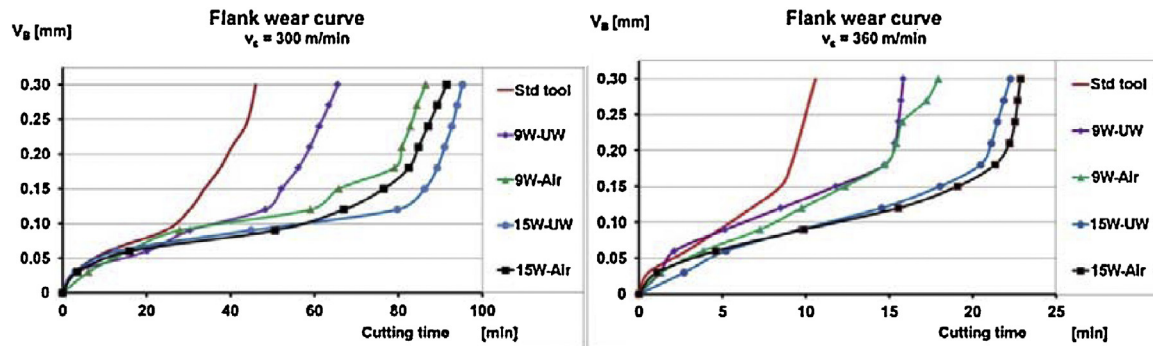 V_B [mm]
Flank wear curve
v_c = 300 m/min
0.30
0.25
0.20
0.15
0.10
0.05
0
0 20 40 60 80 100
Cutting time [min]
Std tool
9W-UW
9W-Air
15W-UW
15W-Air
V_B [mm]
Flank wear curve
v_c = 360 m/min
0.30
0.25
0.20
0.15
0.10
0.05
0
0 5 10 15 20 25
Cutting time [min]
Std tool
9W-UW
9W-Air
15W-UW
15W-Air